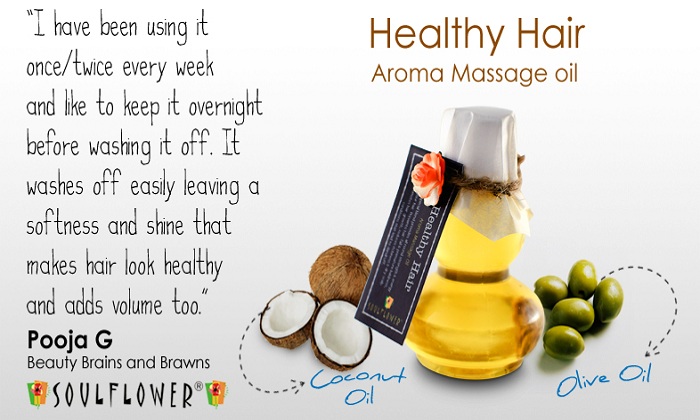 "I have been using it
once/twice every week
and like to keep it overnight
before washing it off. It
washes off easily leaving a
softness and shine that
makes hair look healthy
and adds volume too."
Pooja G
Beauty Brains and Brawns
SOULFLOWER®
Healthy Hair
Aroma Massage oil
Healthy Hair
SOULFLOWER
Coconut
Oil
Olive Oil